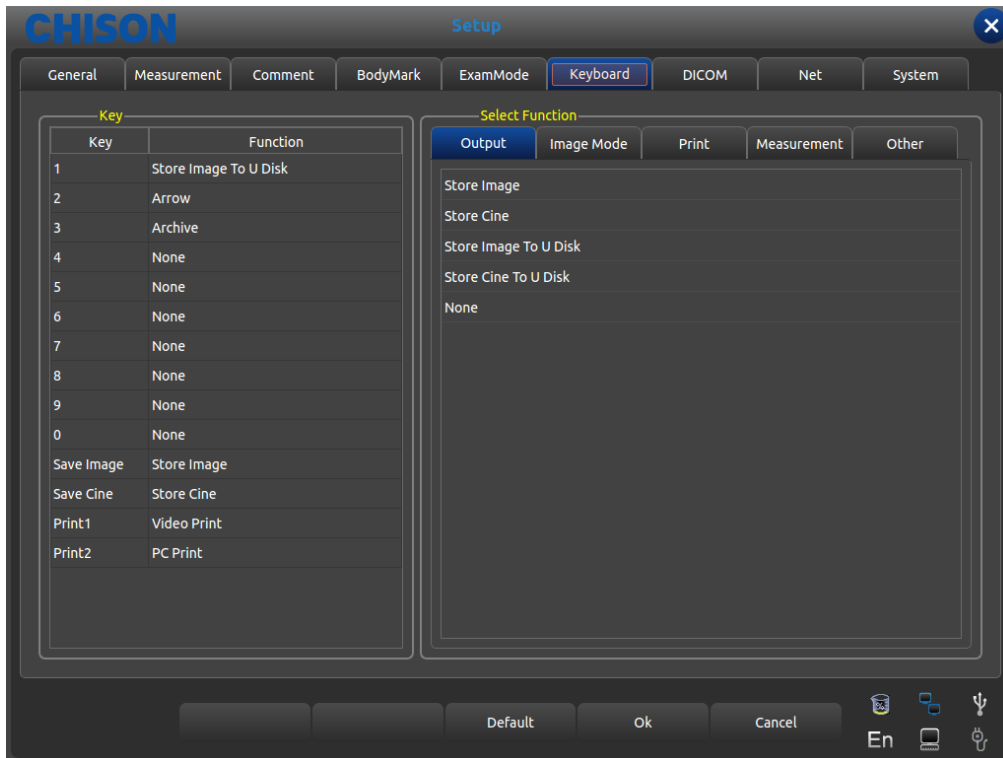 CHISON
Setup
General Measurement Comment BodyMark ExamMode Keyboard DICOM Net System
Key
Key Function
1 Store Image To U Disk
2 Arrow
3 Archive
4 None
5 None
6 None
7 None
8 None
9 None
0 None
Save Image Store Image
Save Cine Store Cine
Print1 Video Print
Print2 PC Print
Select Function
Output Image Mode Print Measurement Other
Store Image
Store Cine
Store Image To U Disk
Store Cine To U Disk
None
Default Ok Cancel
En